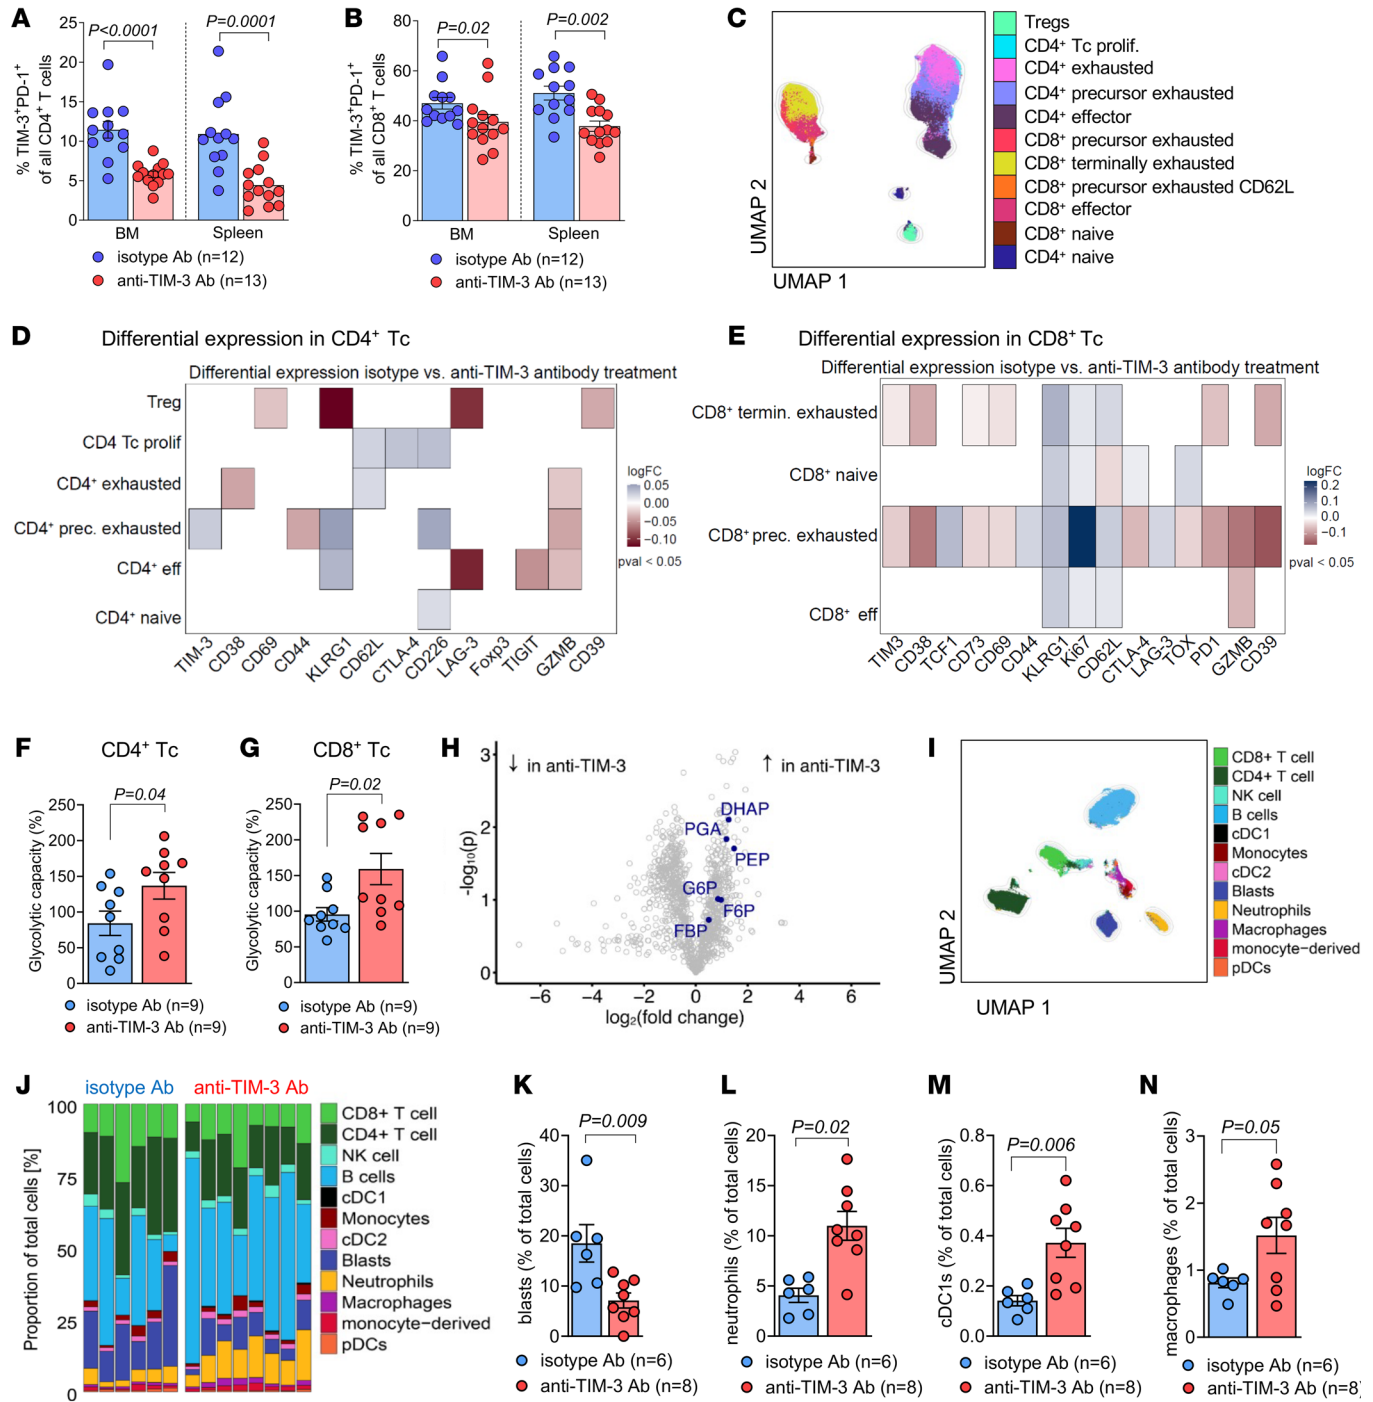 A
P<0.0001
P=0.0001
% TIM-3+PD-1+
of all CD4+ T cells
25
20
15
10
5
0
BM
Spleen
isotype Ab (n=12)
anti-TIM-3 Ab (n=13)
B
P=0.02
P=0.002
% TIM-3+PD-1+
of all CD8+ T cells
80
60
40
20
0
BM
Spleen
isotype Ab (n=12)
anti-TIM-3 Ab (n=13)
C
UMAP 2
UMAP 1
Tregs
CD4+ Tc prolif.
CD4+ exhausted
CD4+ precursor exhausted
CD4+ effector
CD8+ precursor exhausted
CD8+ terminally exhausted
CD8+ precursor exhausted CD62L
CD8+ effector
CD8+ naive
CD4+ naive
D
Differential expression in CD4+ Tc
Differential expression isotype vs. anti-TIM-3 antibody treatment
Treg
CD4 Tc prolif
CD4+ exhausted
CD4+ prec. exhausted
CD4+ eff
CD4+ naive
TIM-3
CD38
CD69
CD44
KLRG1
CD62L
CTLA-4
CD226
LAG-3
Foxp3
TIGIT
GZMB
CD39
logFC
0.05
0.00
−0.05
−0.10
pval < 0.05
E
Differential expression in CD8+ Tc
Differential expression isotype vs. anti-TIM-3 antibody treatment
CD8+ termin. exhausted
CD8+ naive
CD8+ prec. exhausted
CD8+ eff
TIM3
CD38
TCF1
CD73
CD69
CD44
KLRG1
Ki67
CD62L
CTLA-4
LAG-3
TOX
PD1
GZMB
CD39
logFC
0.2
0.1
0.0
−0.1
pval < 0.05
F
CD4+ Tc
P=0.04
Glycolytic capacity (%)
250
200
150
100
50
0
isotype Ab (n=9)
anti-TIM-3 Ab (n=9)
G
CD8+ Tc
P=0.02
Glycolytic capacity (%)
250
200
150
100
50
0
isotype Ab (n=9)
anti-TIM-3 Ab (n=9)
H
↓ in anti-TIM-3
↑ in anti-TIM-3
-log10(p)
3
2
1
0
DHAP
PGA
PEP
G6P
F6P
FBP
−6
−4
−2
0
2
4
6
log2(fold change)
I
UMAP 2
UMAP 1
CD8+ T cell
CD4+ T cell
NK cell
B cells
cDC1
Monocytes
cDC2
Blasts
Neutrophils
Macrophages
monocyte-derived
pDCs
J
isotype Ab
anti-TIM-3 Ab
Proportion of total cells [%]
100
75
50
25
0
CD8+ T cell
CD4+ T cell
NK cell
B cells
cDC1
Monocytes
cDC2
Blasts
Neutrophils
Macrophages
monocyte-derived
pDCs
K
P=0.009
blasts (% of total cells)
40
30
20
10
0
isotype Ab (n=6)
anti-TIM-3 Ab (n=8)
L
P=0.02
neutrophils (% of total cells)
20
15
10
5
0
isotype Ab (n=6)
anti-TIM-3 Ab (n=8)
M
P=0.006
cDC1s (% of total cells)
0.8
0.6
0.4
0.2
0.0
isotype Ab (n=6)
anti-TIM-3 Ab (n=8)
N
P=0.05
macrophages (% of total cells)
3
2
1
0
isotype Ab (n=6)
anti-TIM-3 Ab (n=8)